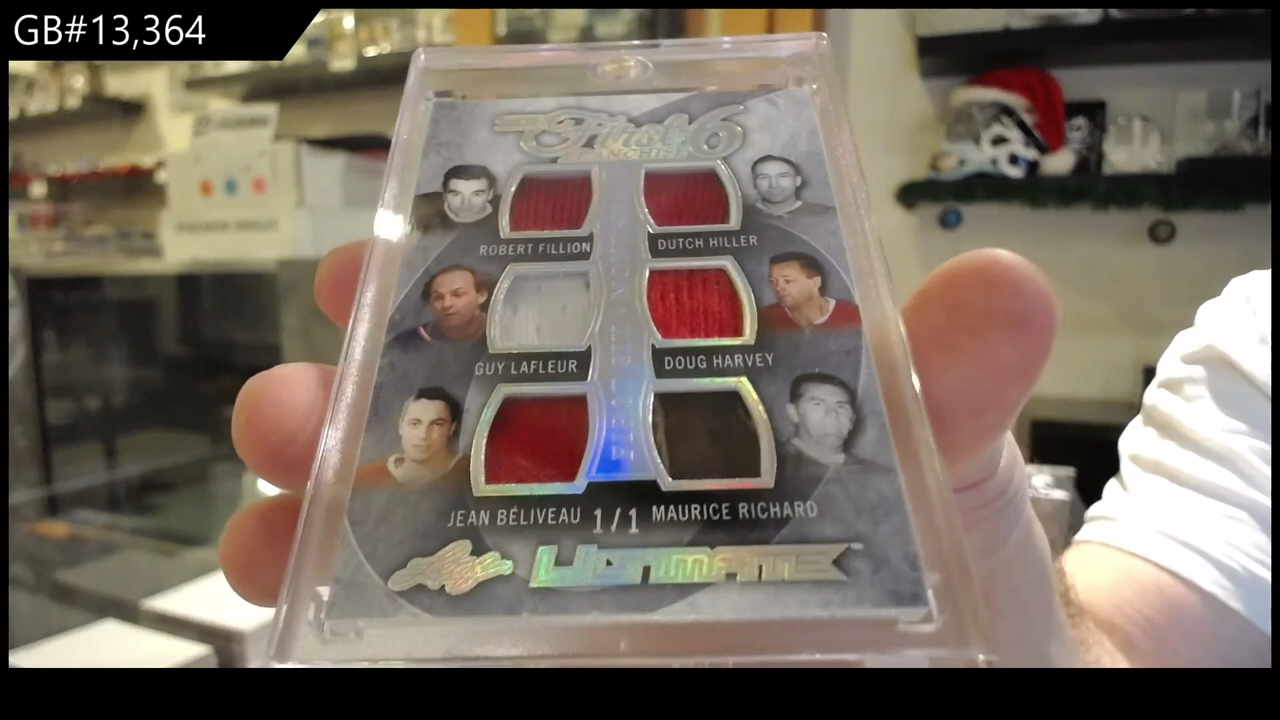 GB#13,364
First 6
ROBERT FILLION
DUTCH HILLER
GUY LAFLEUR
DOUG HARVEY
JEAN BÉLIVEAU
1/1
MAURICE RICHARD
Leaf
ULTIMATE